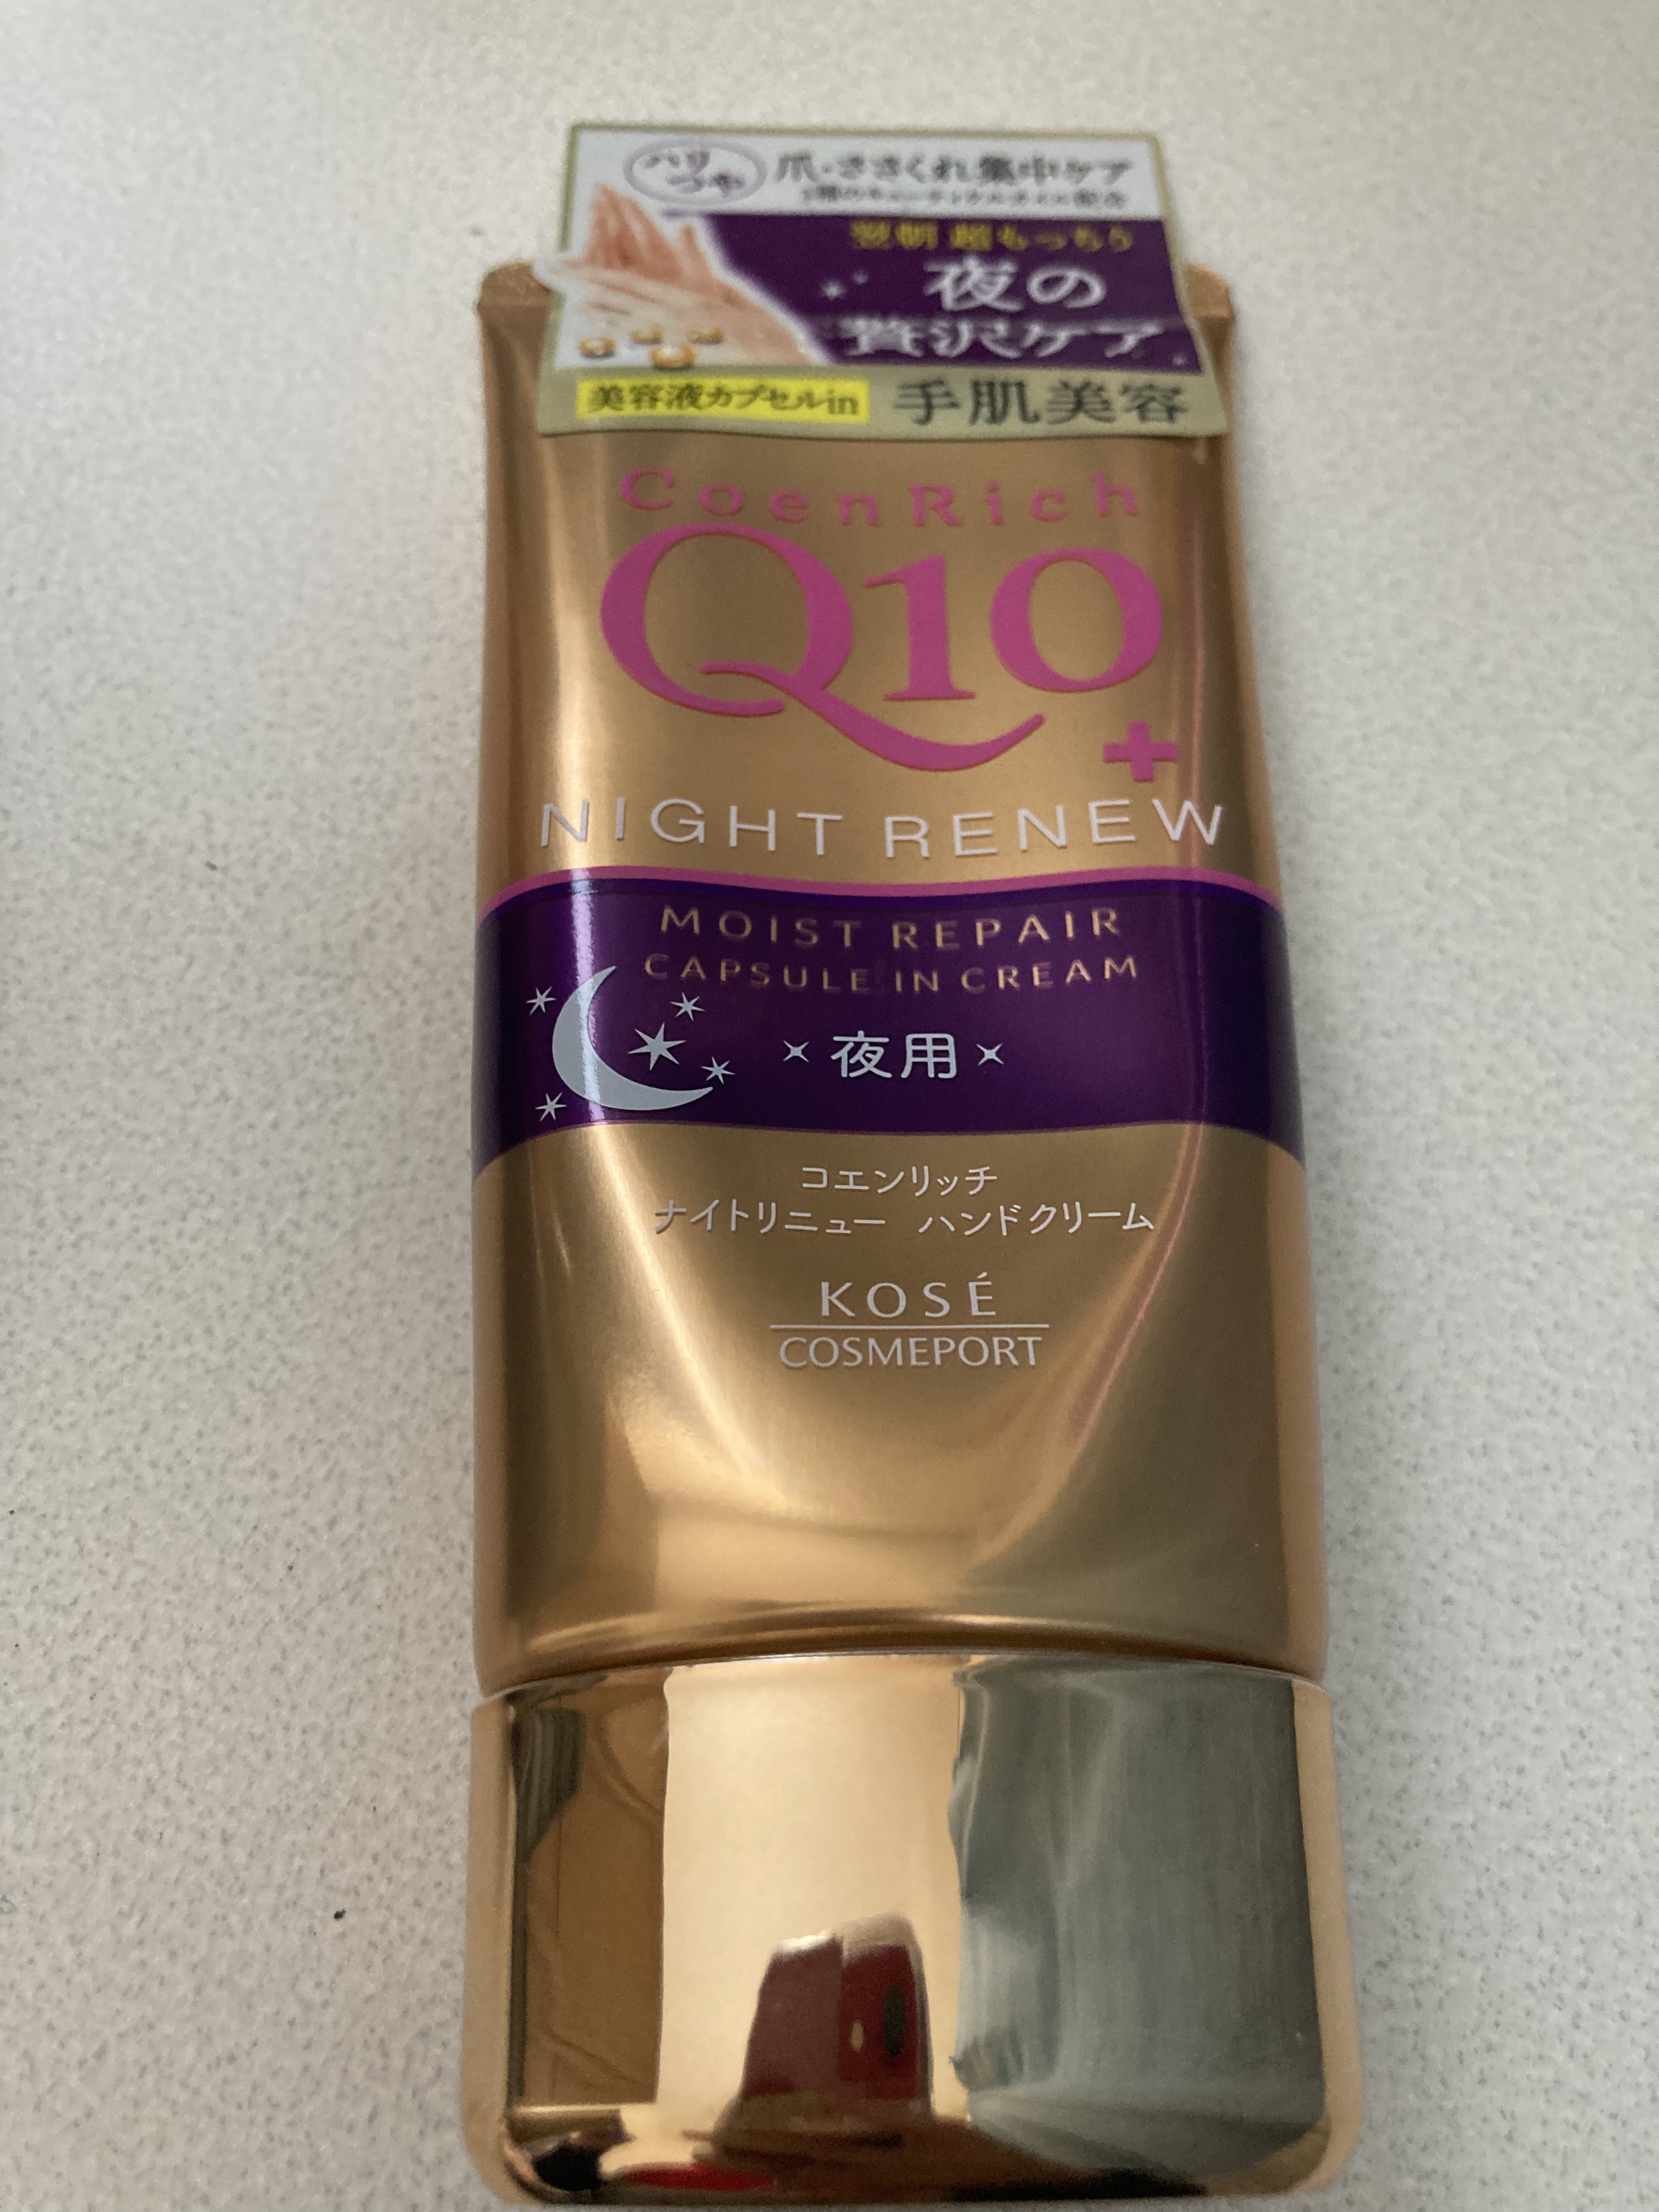 ハリ
つや
爪・ささくれ集中ケア
翌朝 超もっちり
夜の
贅沢ケア
美容液カプセルin
手肌美容
CoenRich
Q10
+
NIGHT RENEW
MOIST REPAIR
CAPSULE IN CREAM
夜用
コエンリッチ
ナイトリニュー ハンドクリーム
KOSÉ
COSMEPORT